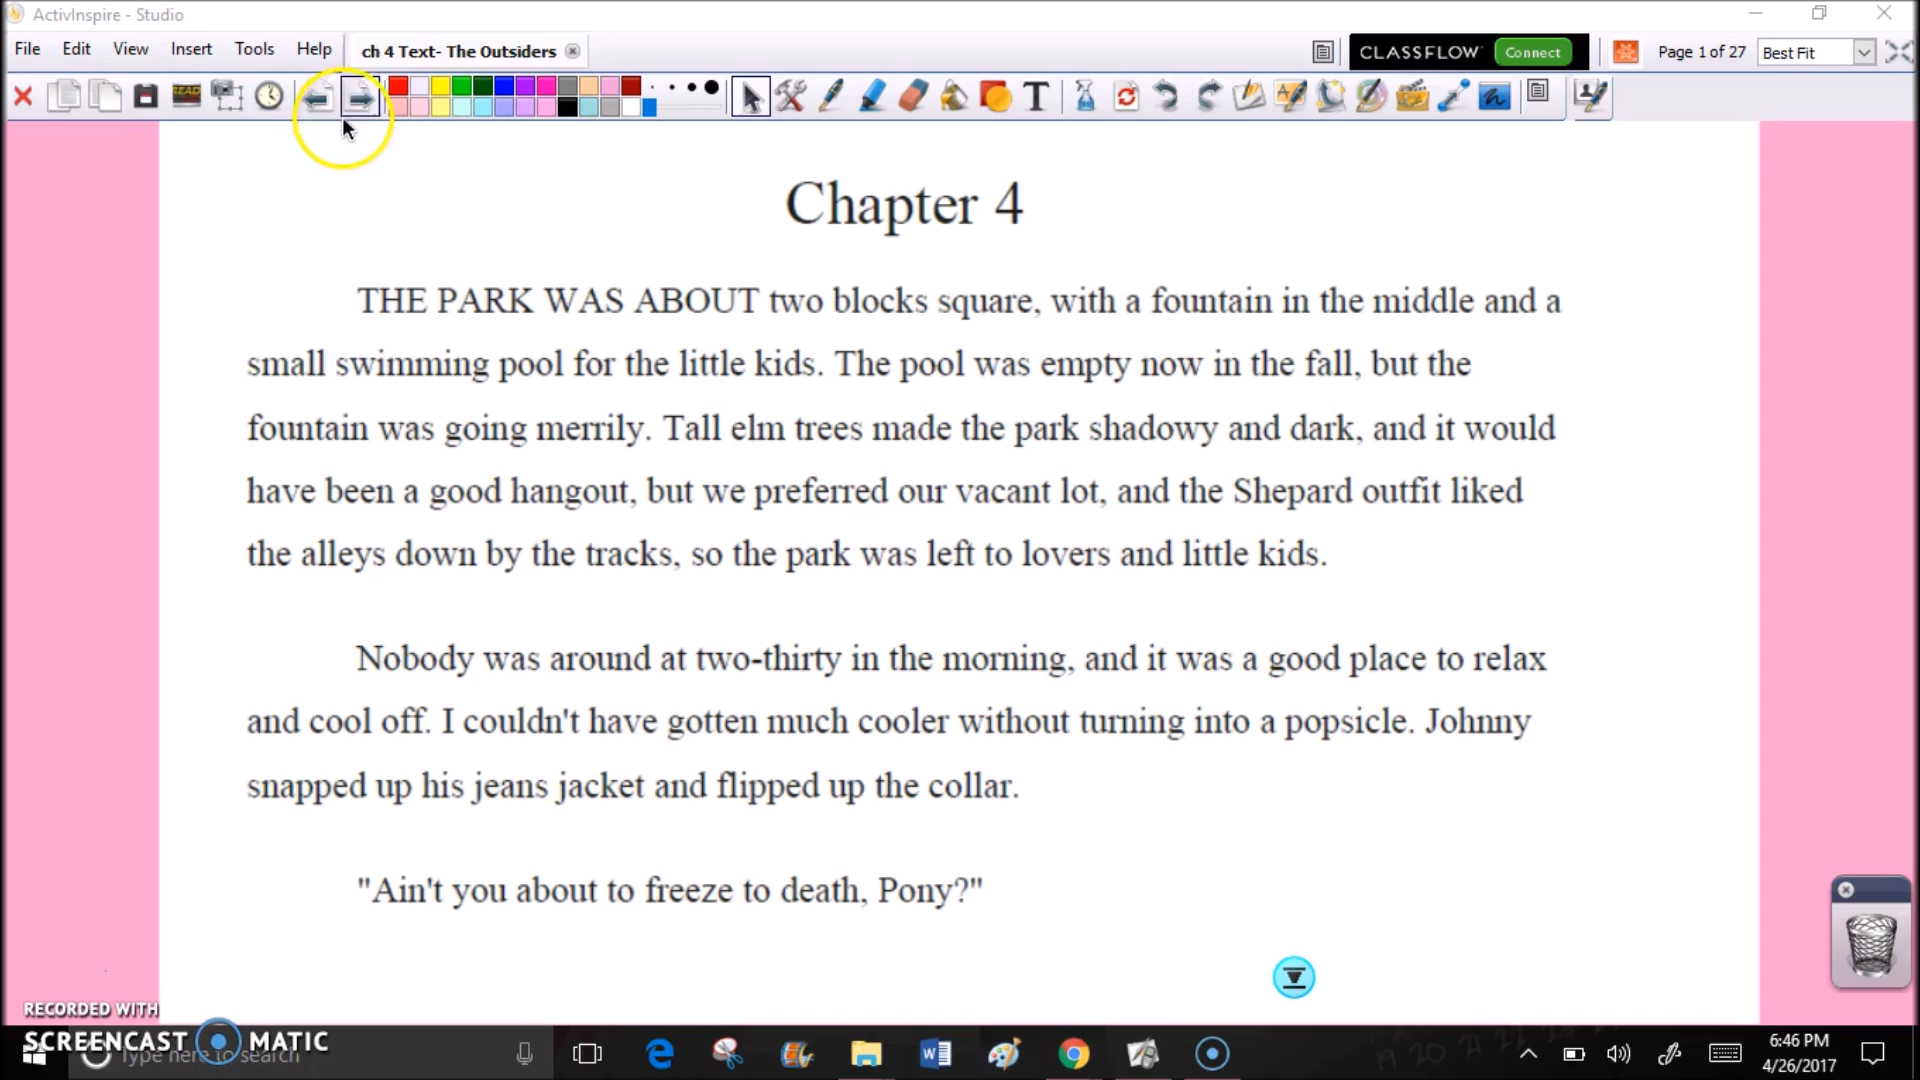 ActivInspire - Studio
File Edit View Insert Tools Help
ch 4 Text- The Outsiders
CLASSFLOW Connect
Page 1 of 27 Best Fit
READ
T
Chapter 4
THE PARK WAS ABOUT two blocks square, with a fountain in the middle and a
small swimming pool for the little kids. The pool was empty now in the fall, but the
fountain was going merrily. Tall elm trees made the park shadowy and dark, and it would
have been a good hangout, but we preferred our vacant lot, and the Shepard outfit liked
the alleys down by the tracks, so the park was left to lovers and little kids.
Nobody was around at two-thirty in the morning, and it was a good place to relax
and cool off. I couldn't have gotten much cooler without turning into a popsicle. Johnny
snapped up his jeans jacket and flipped up the collar.
"Ain't you about to freeze to death, Pony?"
RECORDED WITH
SCREENCAST MATIC
Type here to search
6:46 PM
4/26/2017